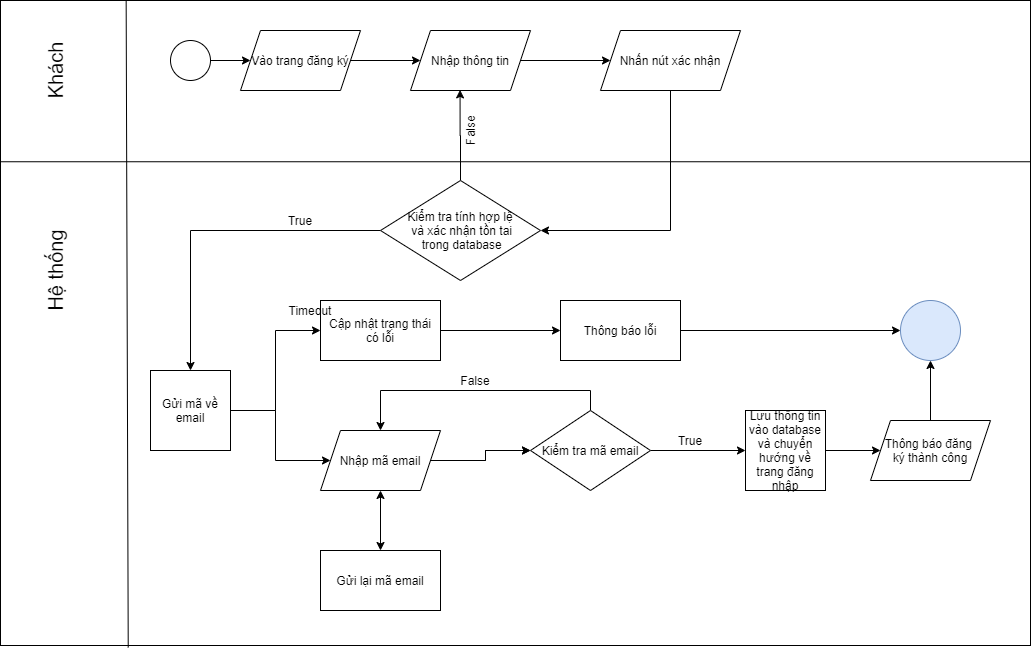 Khách
Vào trang đăng ký
Nhập thông tin
Nhấn nút xác nhận
False
Hệ thống
Kiểm tra tính hợp lệ
và xác nhận tồn tại
trong database
True
Timeout
Cập nhật trạng thái
có lỗi
Thông báo lỗi
Gửi mã về
email
False
Nhập mã email
Kiểm tra mã email
True
Lưu thông tin
vào database
và chuyển
hướng về
trang đăng
nhập
Thông báo đăng
ký thành công
Gửi lại mã email